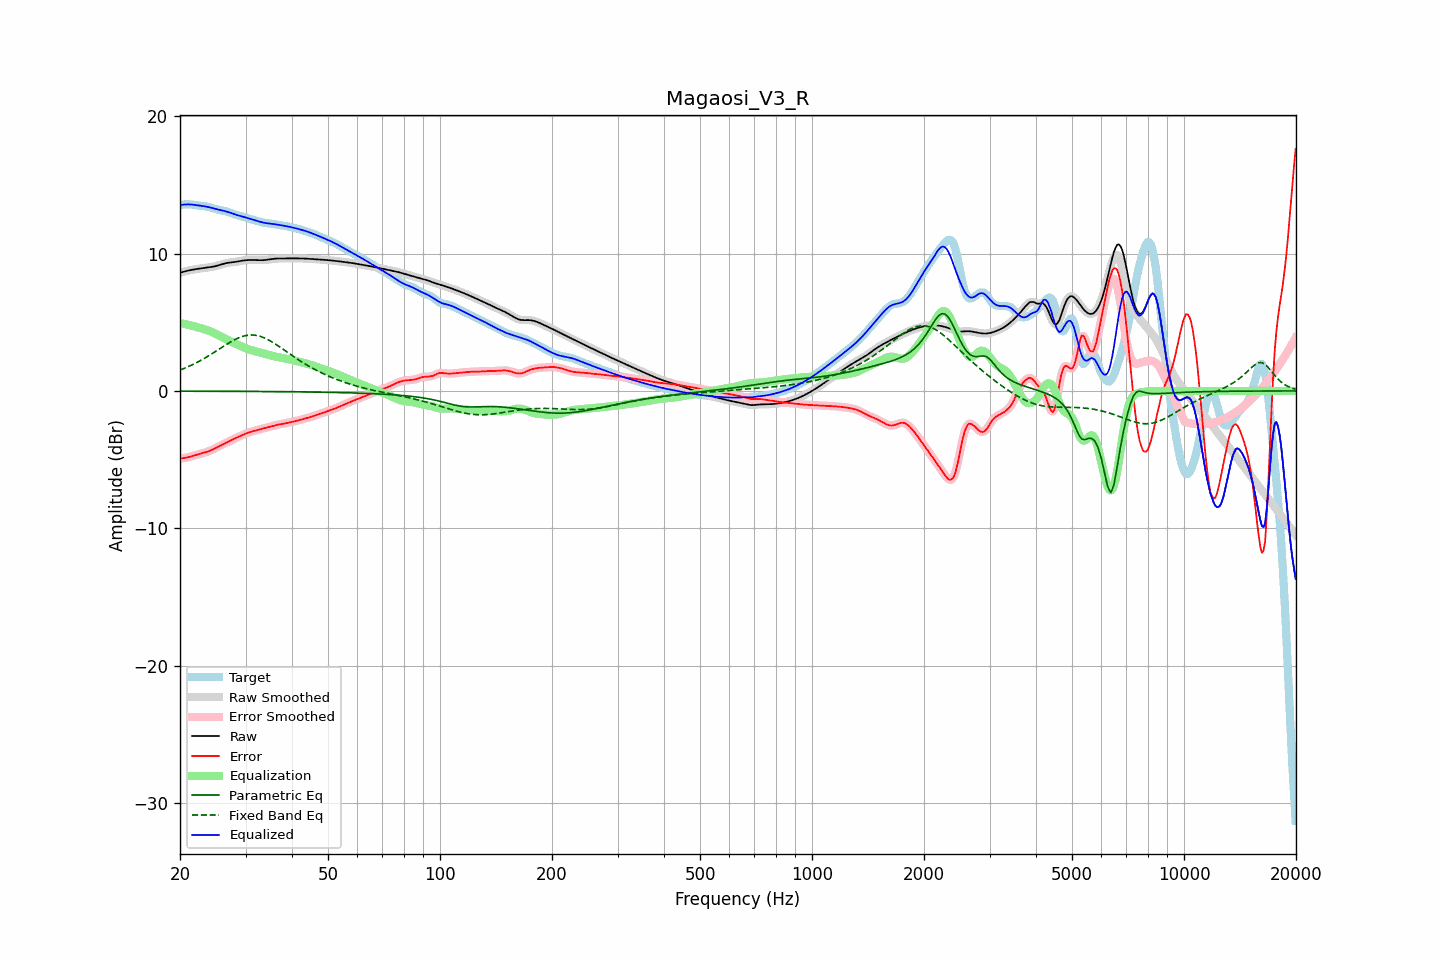 Magaosi_V3_R
20
10
0
−10
−20
−30
Amplitude (dBr)
Target
Raw Smoothed
Error Smoothed
Raw
Error
Equalization
Parametric Eq
Fixed Band Eq
Equalized
20 50 100 200 500 1000 2000 5000 10000 20000
Frequency (Hz)